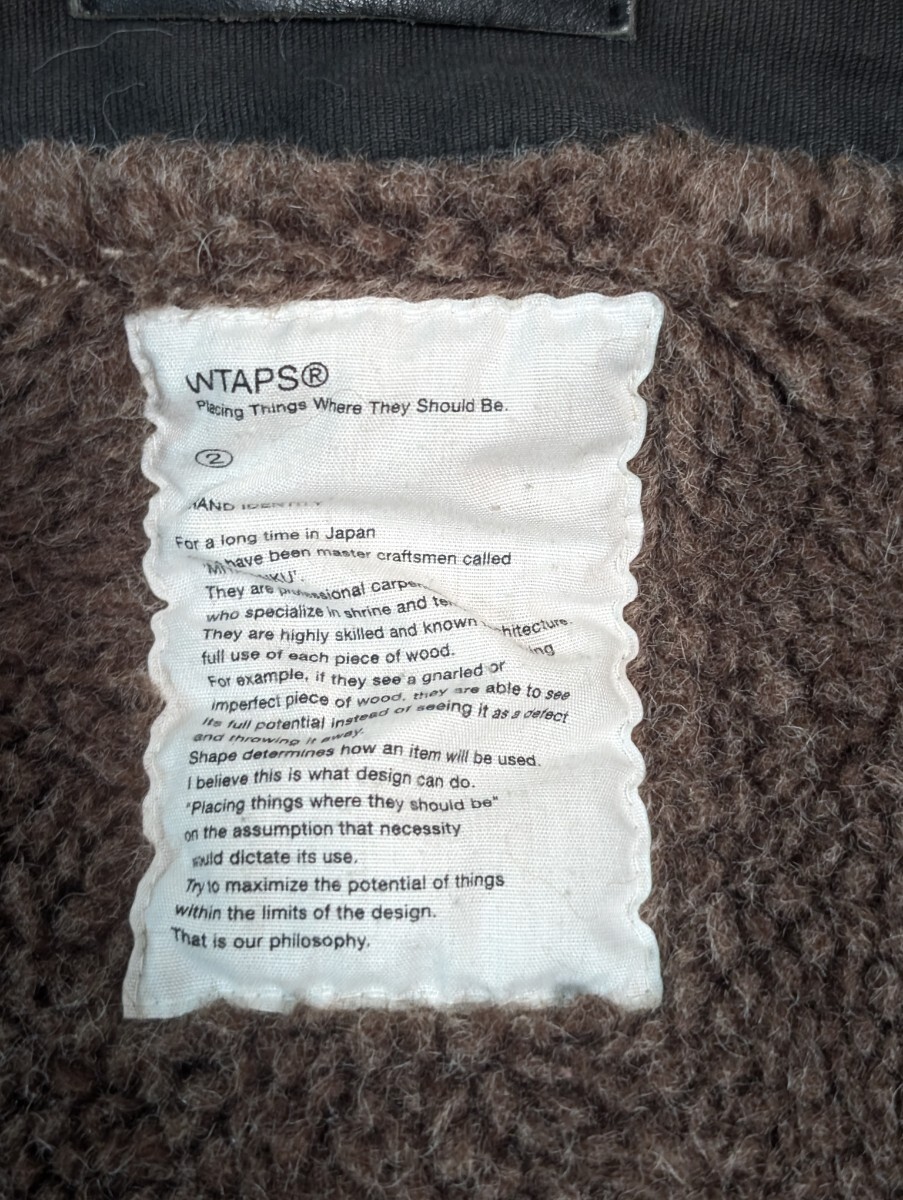 WTAPS®
Placing Things Where They Should Be.
②
For a long time in Japan
have been master craftsmen called
They are professional
who specialize in shrine and
They are highly skilled and known
full use of each piece of wood.
For example, if they see a gnarled or
imperfect piece of wood, they are able to see
its full potential instead of seeing it as a defect
and throwing it away.
Shape determines how an item will be used.
I believe this is what design can do.
"Placing things where they should be"
on the assumption that necessity
dictate its use.
Try to maximize the potential of things
within the limits of the design.
That is our philosophy.